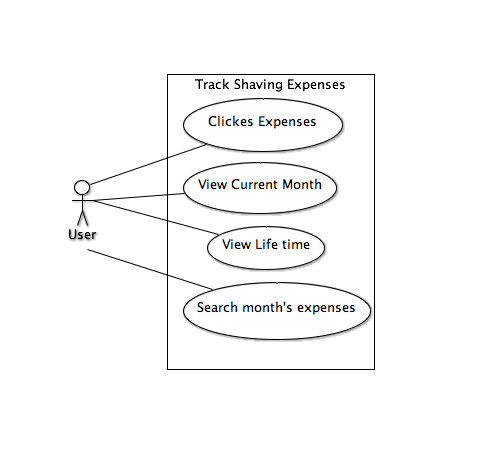 Track Shaving Expenses
Clickes Expenses
View Current Month
User
View Life time
Search month's expenses